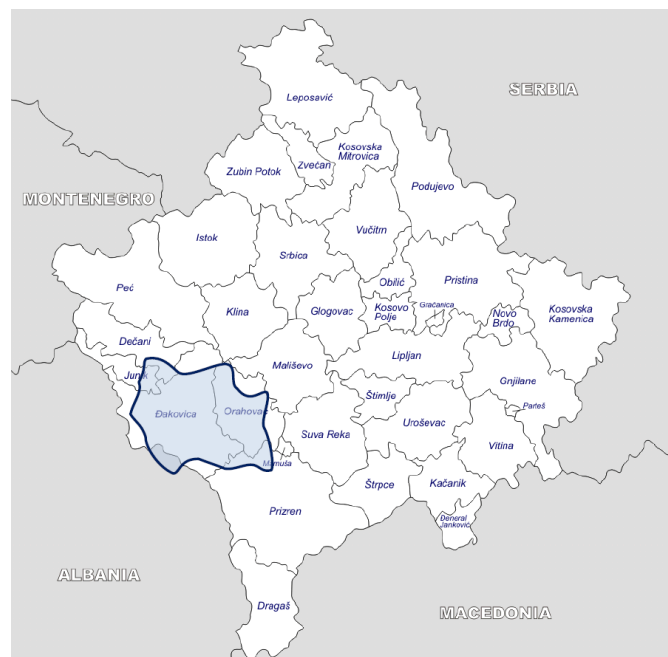 Leposavić
SERBIA
Kosovska
Mitrovica
Zvečan
Zubin Potok
Podujevo
MONTENEGRO
Vučitrn
Istok
Srbica
Obilić
Pristina
Peć
Gračanica
Kosovo
Polje
Novo
Brdo
Kosovska
Kamenica
Klina
Glogovac
Dečani
Lipljan
Mališevo
Junik
Gnjilane
Štimlje
Parteš
Đakovica
Orahovac
Uroševac
Suva Reka
Vitina
Mamuša
Štrpce
Kačanik
Prizren
Đeneral
Janković
ALBANIA
Dragaš
MACEDONIA